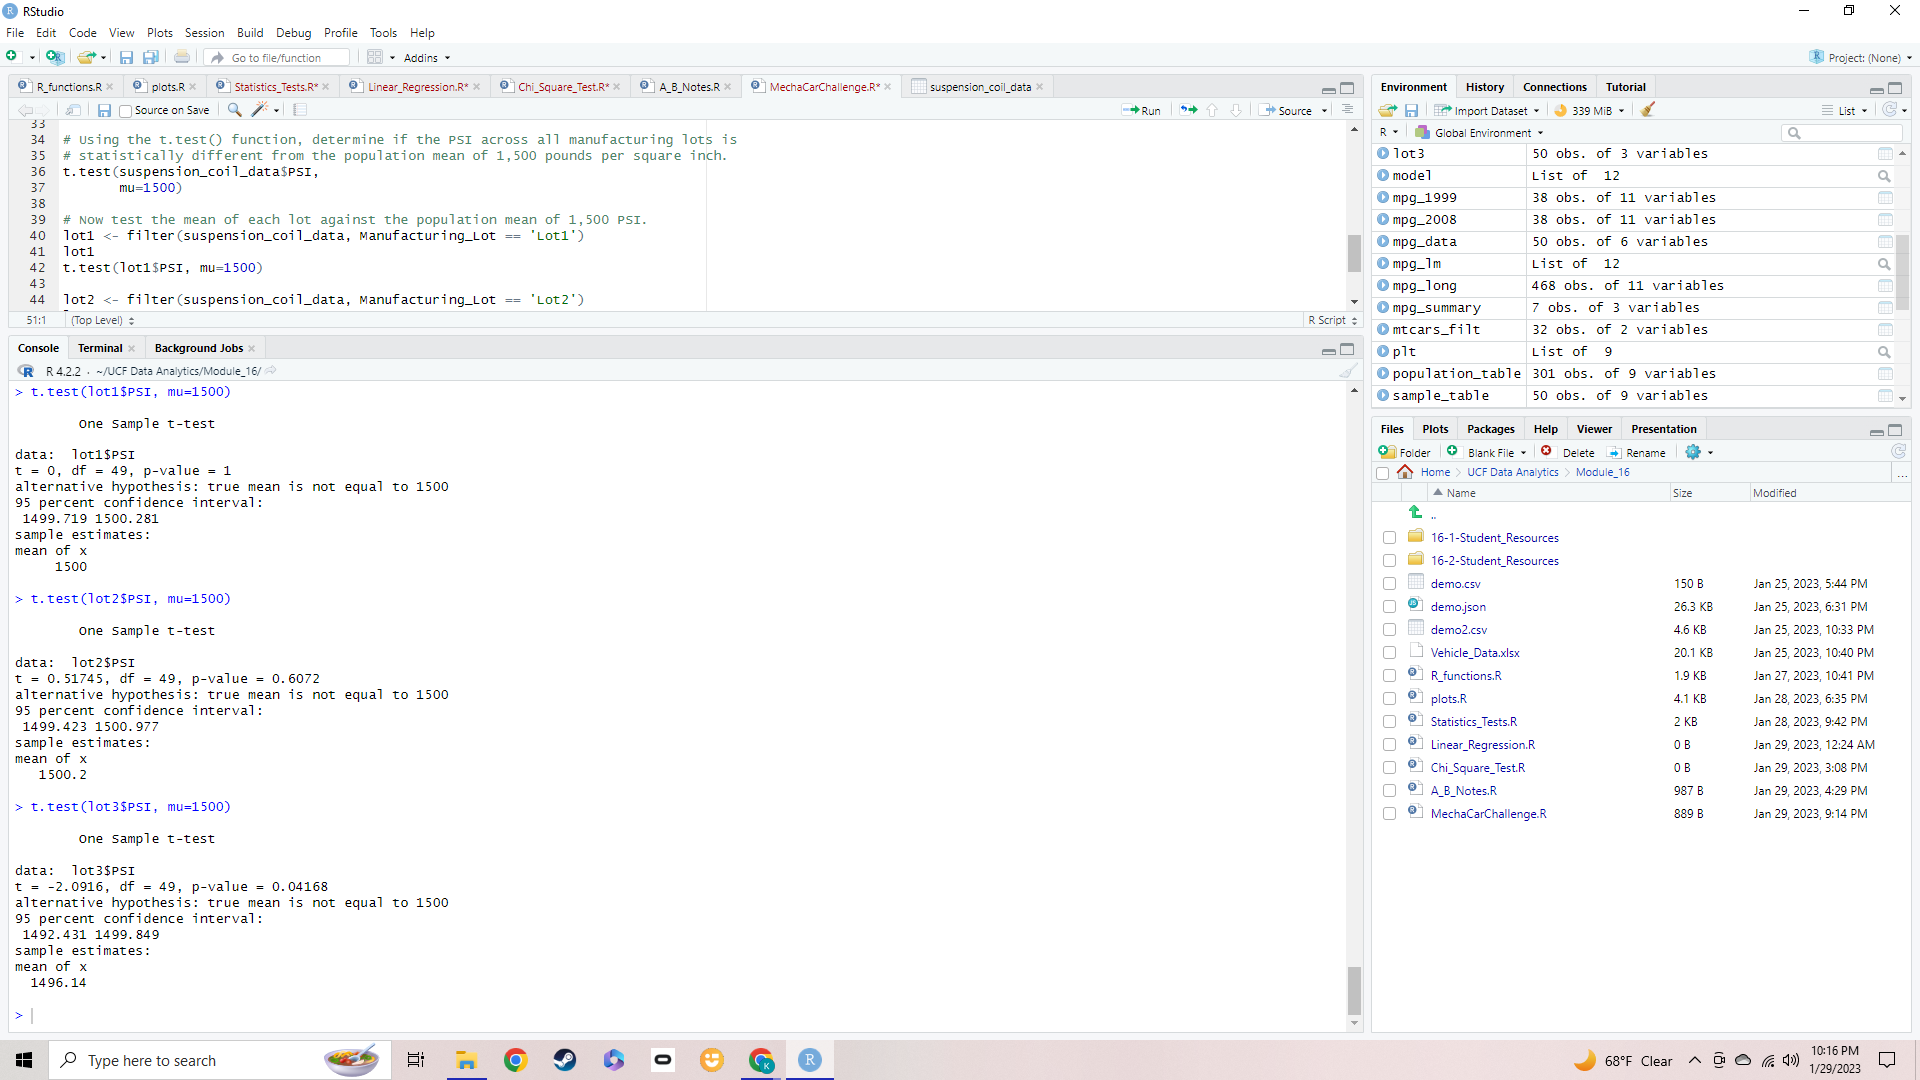 RStudio
File Edit Code View Plots Session Build Debug Profile Tools Help
Go to file/function Addins Project: (None)
R_functions.R plots.R Statistics_Tests.R* Linear_Regression.R* Chi_Square_Test.R* A_B_Notes.R MechaCarChallenge.R* suspension_coil_data
Source on Save Run Source
33
34 # Using the t.test() function, determine if the PSI across all manufacturing lots is
35 # statistically different from the population mean of 1,500 pounds per square inch.
36 t.test(suspension_coil_data$PSI,
37 mu=1500)
38
39 # Now test the mean of each lot against the population mean of 1,500 PSI.
40 lot1 <- filter(suspension_coil_data, Manufacturing_Lot == 'Lot1')
41 lot1
42 t.test(lot1$PSI, mu=1500)
43
44 lot2 <- filter(suspension_coil_data, Manufacturing_Lot == 'Lot2')
51:1 (Top Level) R Script
Console Terminal Background Jobs
R 4.2.2 · ~/UCF Data Analytics/Module_16/
> t.test(lot1$PSI, mu=1500)
One Sample t-test
data: lot1$PSI
t = 0, df = 49, p-value = 1
alternative hypothesis: true mean is not equal to 1500
95 percent confidence interval:
1499.719 1500.281
sample estimates:
mean of x
1500
> t.test(lot2$PSI, mu=1500)
One Sample t-test
data: lot2$PSI
t = 0.51745, df = 49, p-value = 0.6072
alternative hypothesis: true mean is not equal to 1500
95 percent confidence interval:
1499.423 1500.977
sample estimates:
mean of x
1500.2
> t.test(lot3$PSI, mu=1500)
One Sample t-test
data: lot3$PSI
t = -2.0916, df = 49, p-value = 0.04168
alternative hypothesis: true mean is not equal to 1500
95 percent confidence interval:
1492.431 1499.849
sample estimates:
mean of x
1496.14
>
Environment History Connections Tutorial
Import Dataset 339 MiB List
R Global Environment
lot3 50 obs. of 3 variables
model List of 12
mpg_1999 38 obs. of 11 variables
mpg_2008 38 obs. of 11 variables
mpg_data 50 obs. of 6 variables
mpg_lm List of 12
mpg_long 468 obs. of 11 variables
mpg_summary 7 obs. of 3 variables
mtcars_filt 32 obs. of 2 variables
plt List of 9
population_table 301 obs. of 9 variables
sample_table 50 obs. of 9 variables
Files Plots Packages Help Viewer Presentation
Folder Blank File Delete Rename
Home UCF Data Analytics Module_16 ...
Name Size Modified
..
16-1-Student_Resources
16-2-Student_Resources
demo.csv 150 B Jan 25, 2023, 5:44 PM
demo.json 26.3 KB Jan 25, 2023, 6:31 PM
demo2.csv 4.6 KB Jan 25, 2023, 10:33 PM
Vehicle_Data.xlsx 20.1 KB Jan 25, 2023, 10:40 PM
R_functions.R 1.9 KB Jan 27, 2023, 10:41 PM
plots.R 4.1 KB Jan 28, 2023, 6:35 PM
Statistics_Tests.R 2 KB Jan 28, 2023, 9:42 PM
Linear_Regression.R 0 B Jan 29, 2023, 12:24 AM
Chi_Square_Test.R 0 B Jan 29, 2023, 3:08 PM
A_B_Notes.R 987 B Jan 29, 2023, 4:29 PM
MechaCarChallenge.R 889 B Jan 29, 2023, 9:14 PM
Type here to search
68°F Clear
10:16 PM
1/29/2023